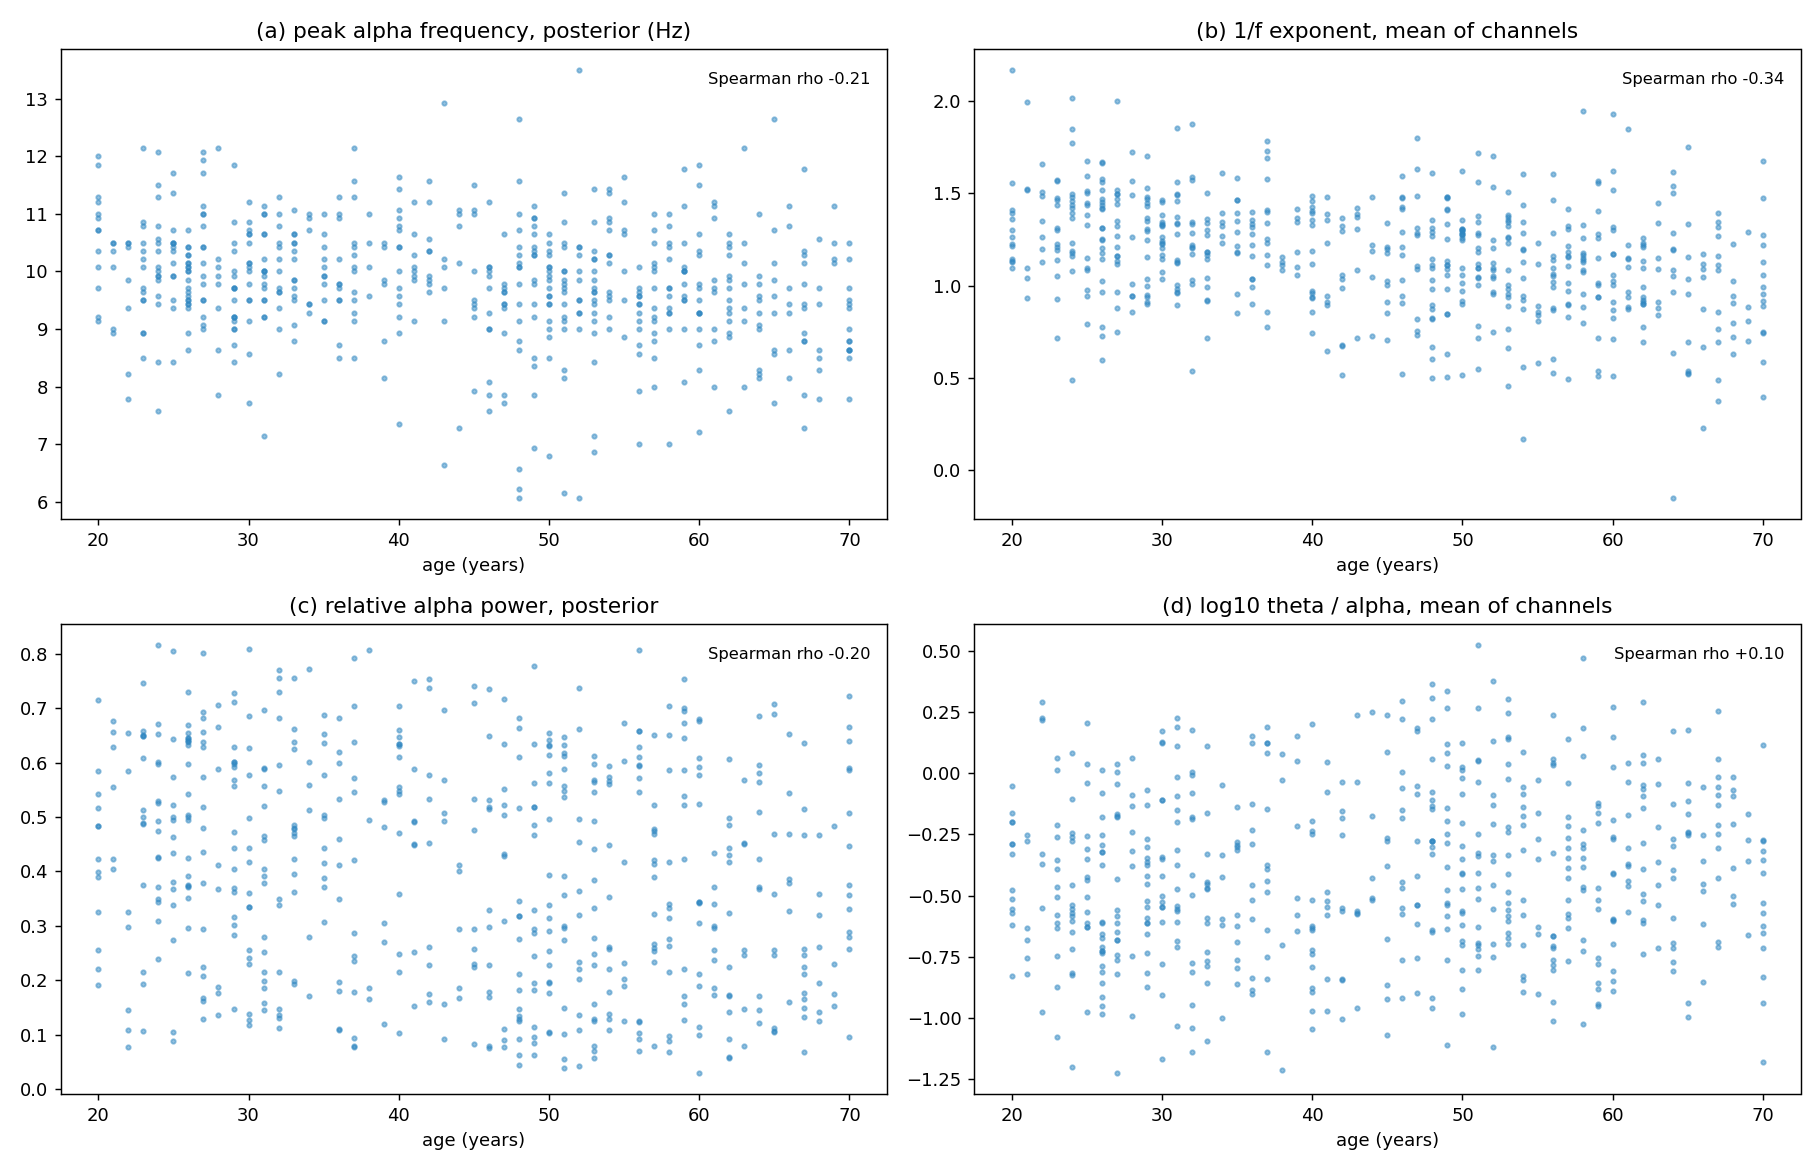 (a) peak alpha frequency, posterior (Hz)
Spearman rho -0.21
13
12
11
10
9
8
7
6
20 30 40 50 60 70
age (years)
(b) 1/f exponent, mean of channels
Spearman rho -0.34
2.0
1.5
1.0
0.5
0.0
20 30 40 50 60 70
age (years)
(c) relative alpha power, posterior
Spearman rho -0.20
0.8
0.7
0.6
0.5
0.4
0.3
0.2
0.1
0.0
20 30 40 50 60 70
age (years)
(d) log10 theta / alpha, mean of channels
Spearman rho +0.10
0.50
0.25
0.00
−0.25
−0.50
−0.75
−1.00
−1.25
20 30 40 50 60 70
age (years)